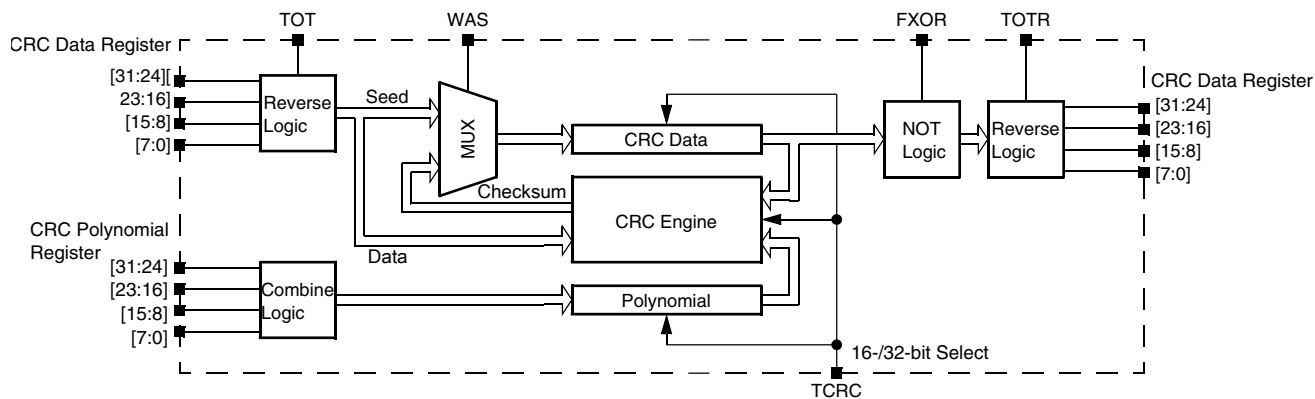 TOT
WAS
FXOR
TOTR
CRC Data Register
[31:24][
23:16]
[15:8]
[7:0]
Reverse
Logic
Seed
MUX
CRC Data
NOT
Logic
Reverse
Logic
CRC Data Register
[31:24]
[23:16]
[15:8]
[7:0]
Checksum
CRC Engine
Data
CRC Polynomial
Register
[31:24]
[23:16]
[15:8]
[7:0]
Combine
Logic
Polynomial
16-/32-bit Select
TCRC